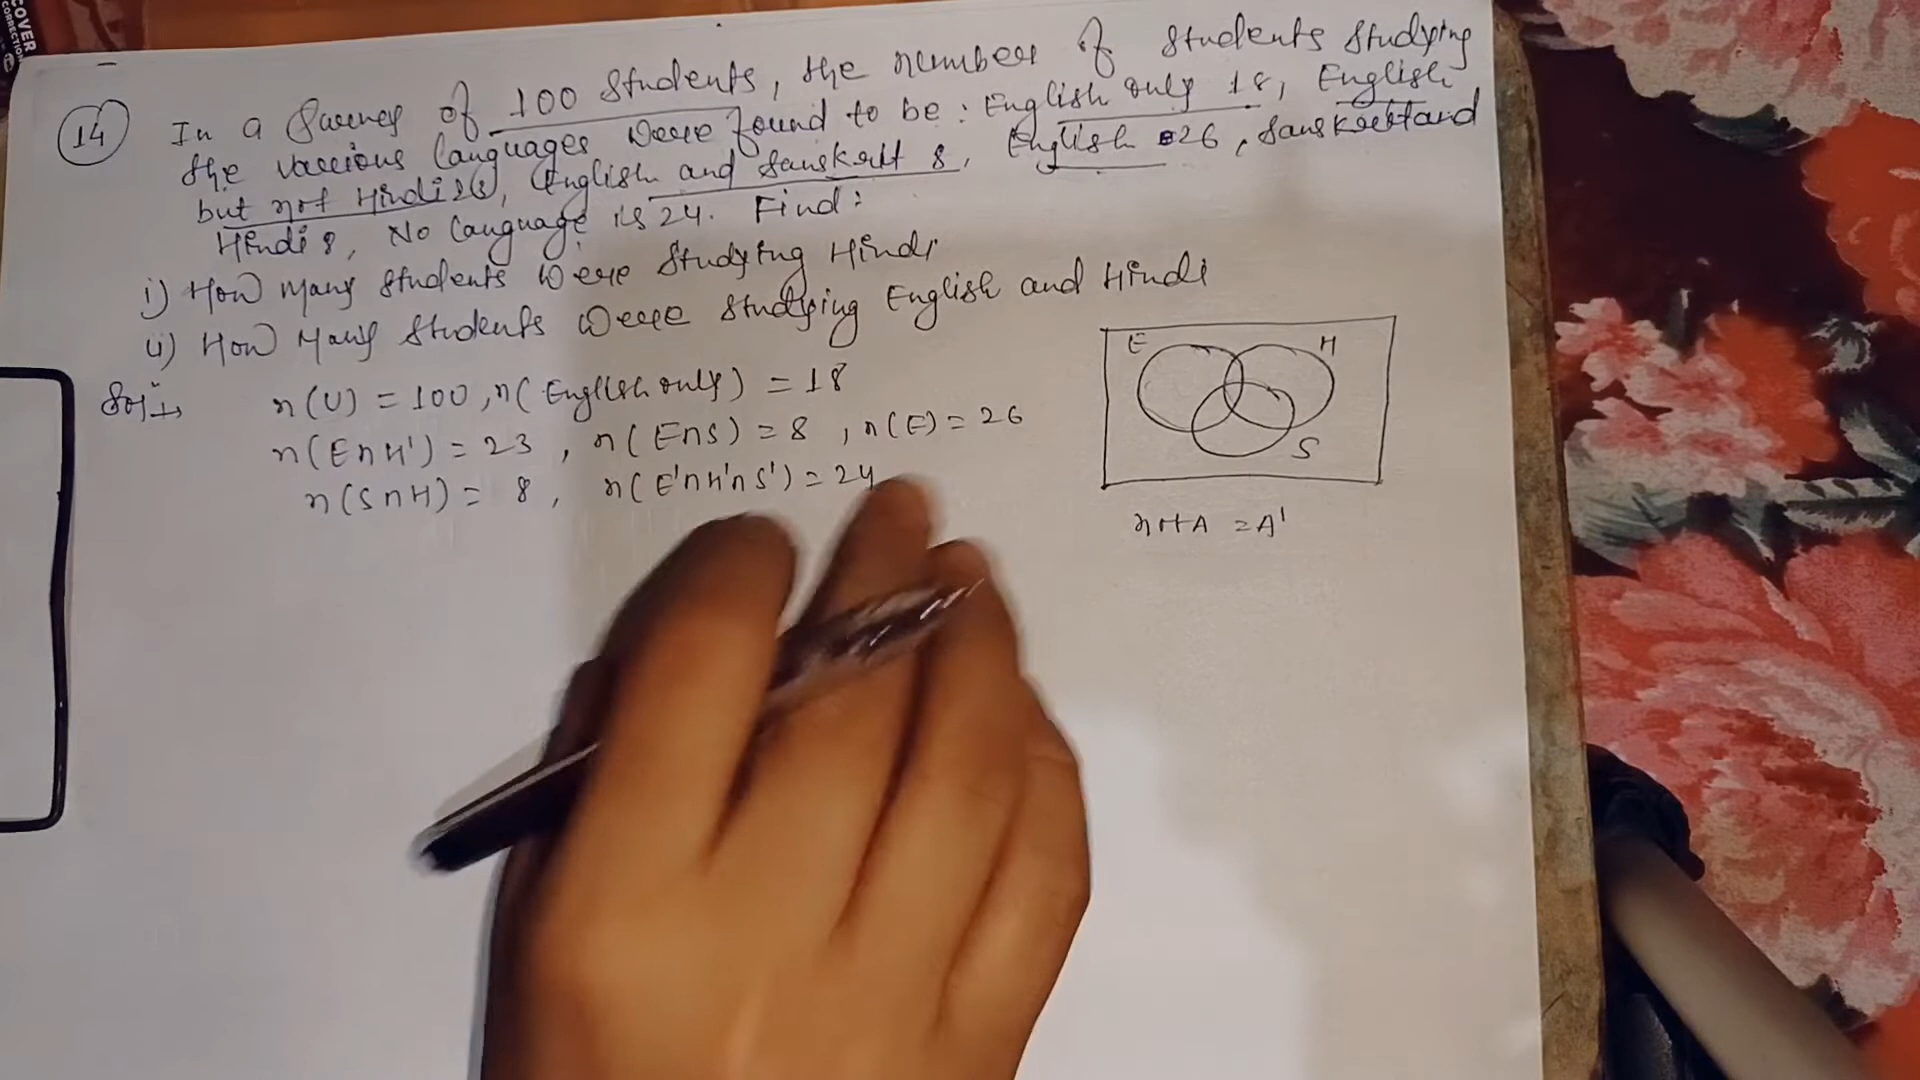 COVER
CORRECTION
14 In a Survey of 100 Students, the number of Students Studying
the various languages were found to be: English only 18, English
but not Hindi 23, English and Sanskrit 8, English 26, Sanskrit and
Hindi 8, No language is 24. Find:
i) How many students were Studying Hindi
ii) How Many Students were studying English and Hindi
Sol:→ n(U) = 100, n(English only) = 18
n(E∩H') = 23, n(E∩S) = 8, n(E) = 26
n(S∩H) = 8, n(E'∩H'∩S') = 24
E H
S
not A = A'